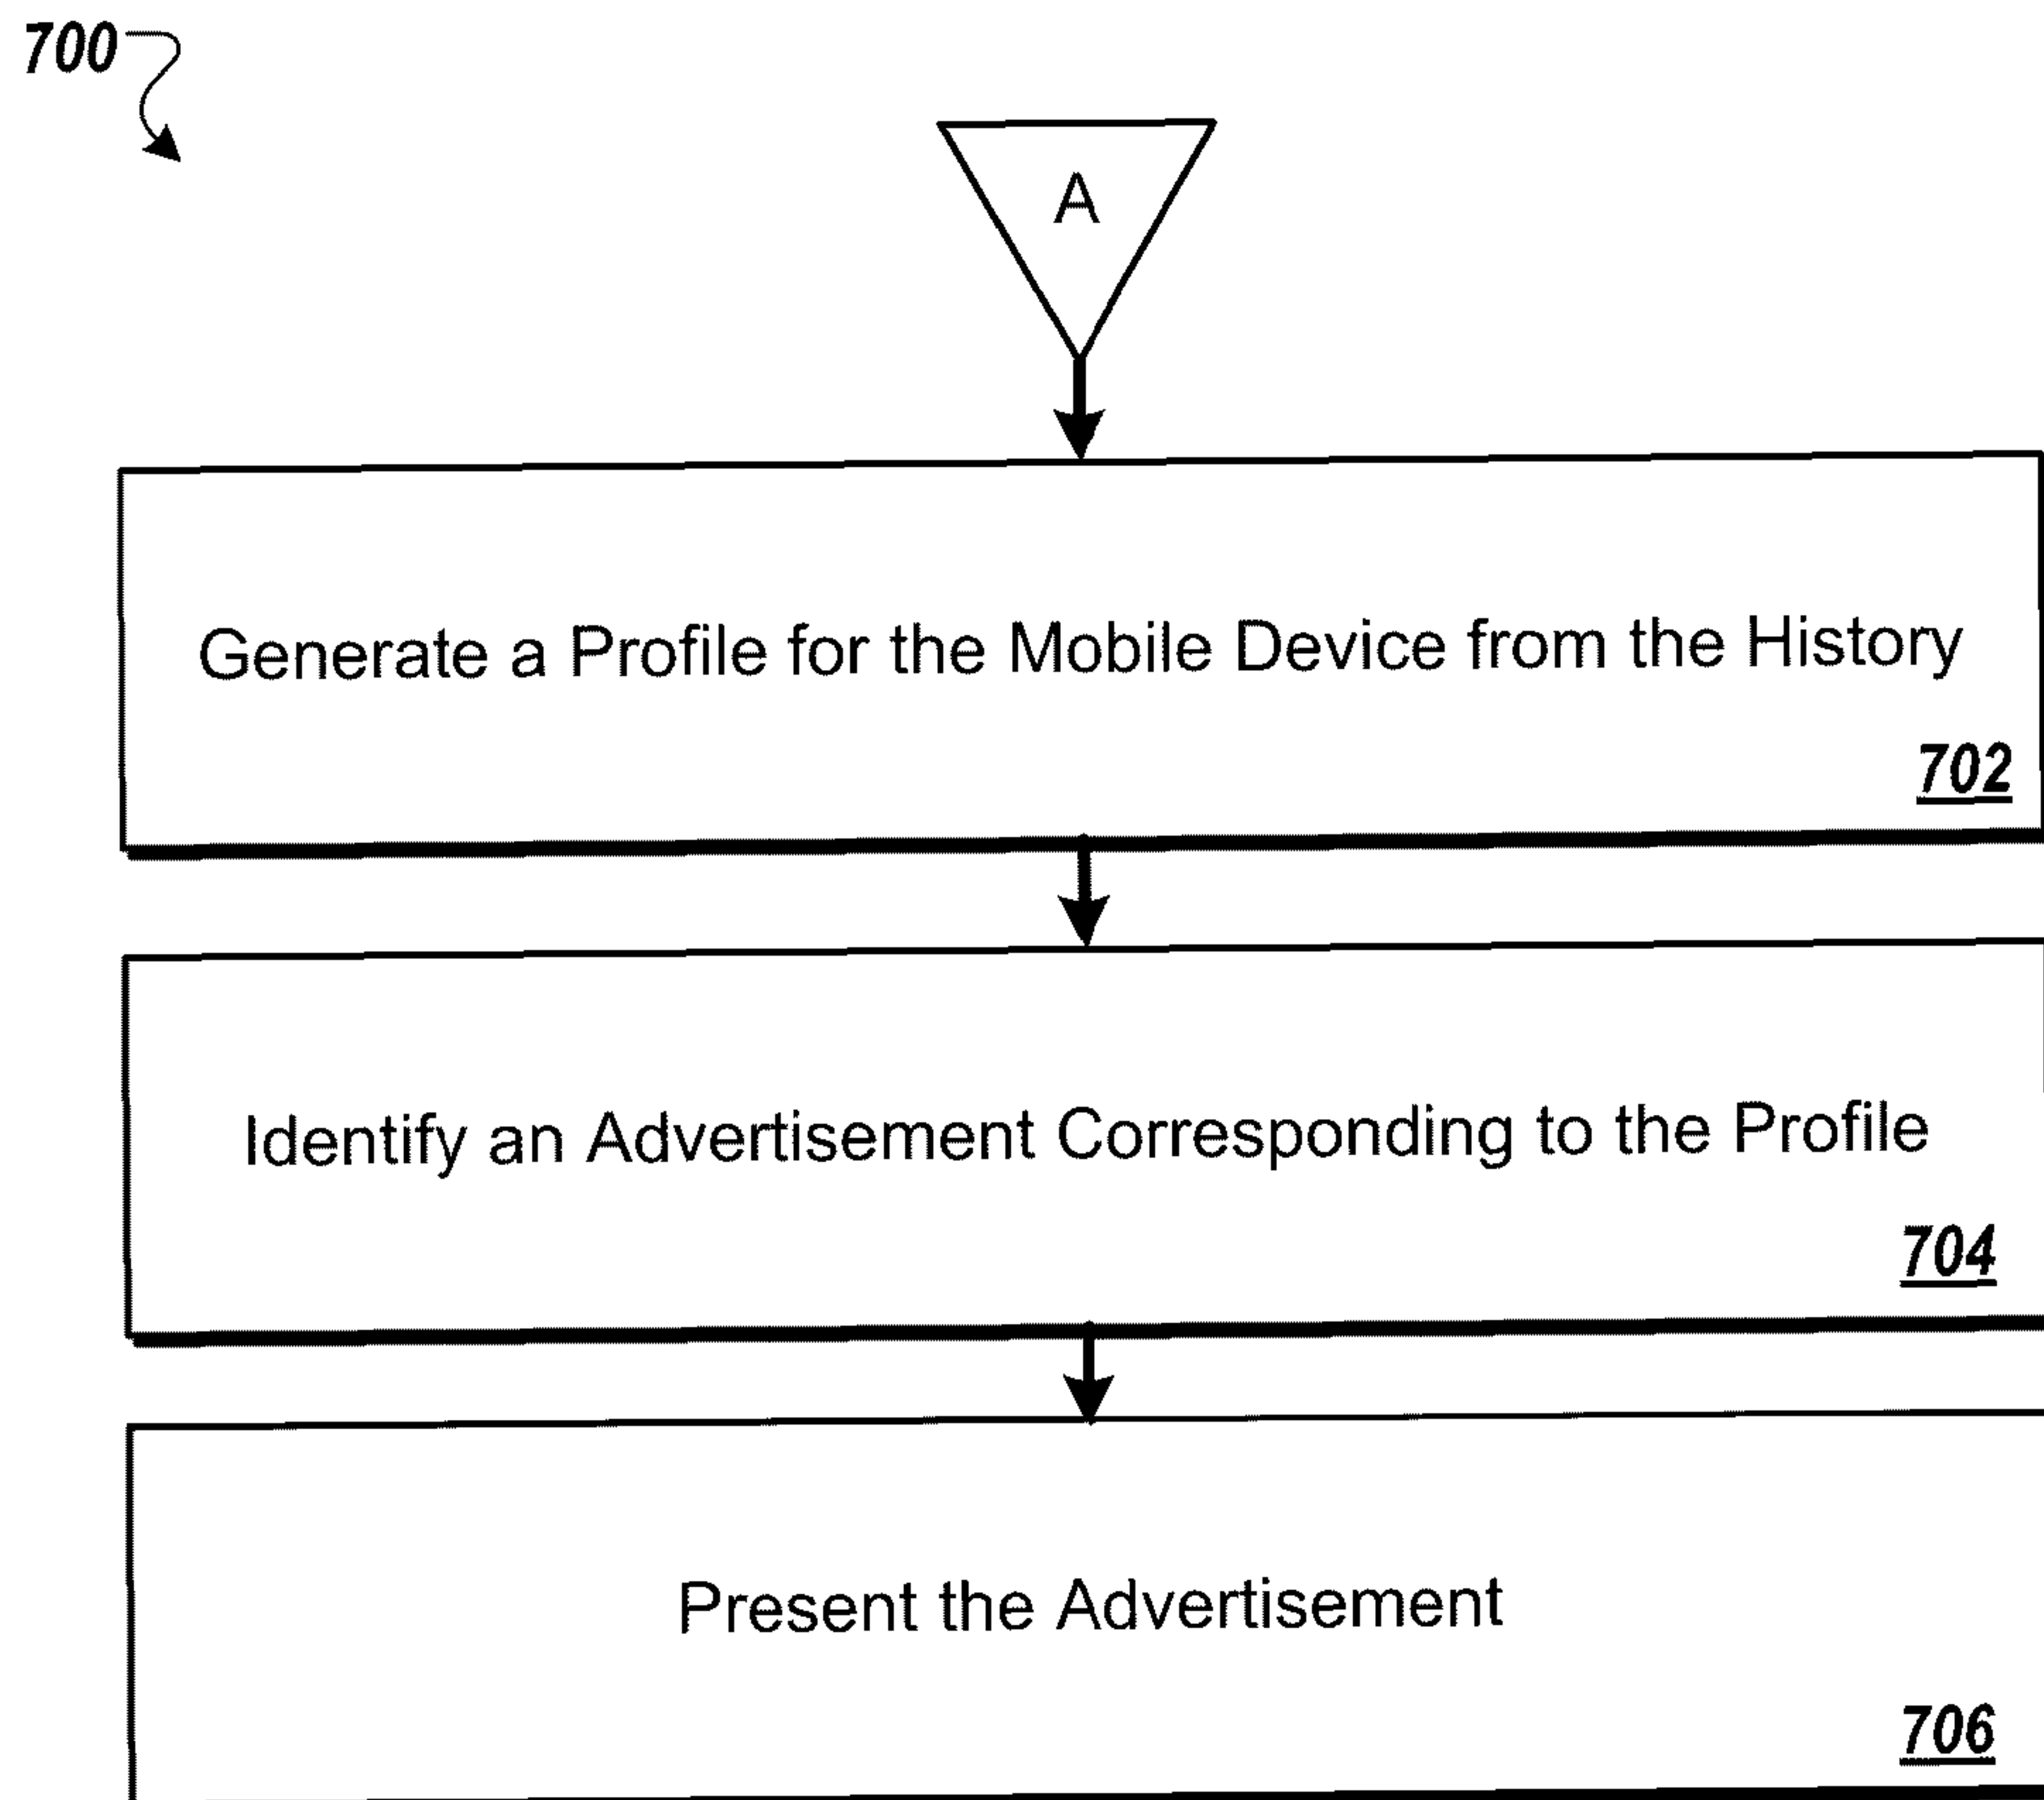 700
A
Generate a Profile for the Mobile Device from the History
702
Identify an Advertisement Corresponding to the Profile
704
Present the Advertisement
706